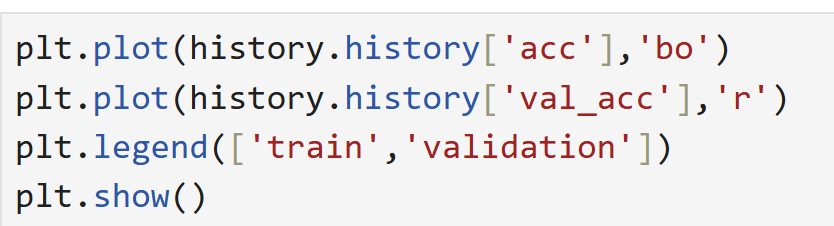 plt.plot(history.history['acc'],'bo')
plt.plot(history.history['val_acc'],'r')
plt.legend(['train','validation'])
plt.show()